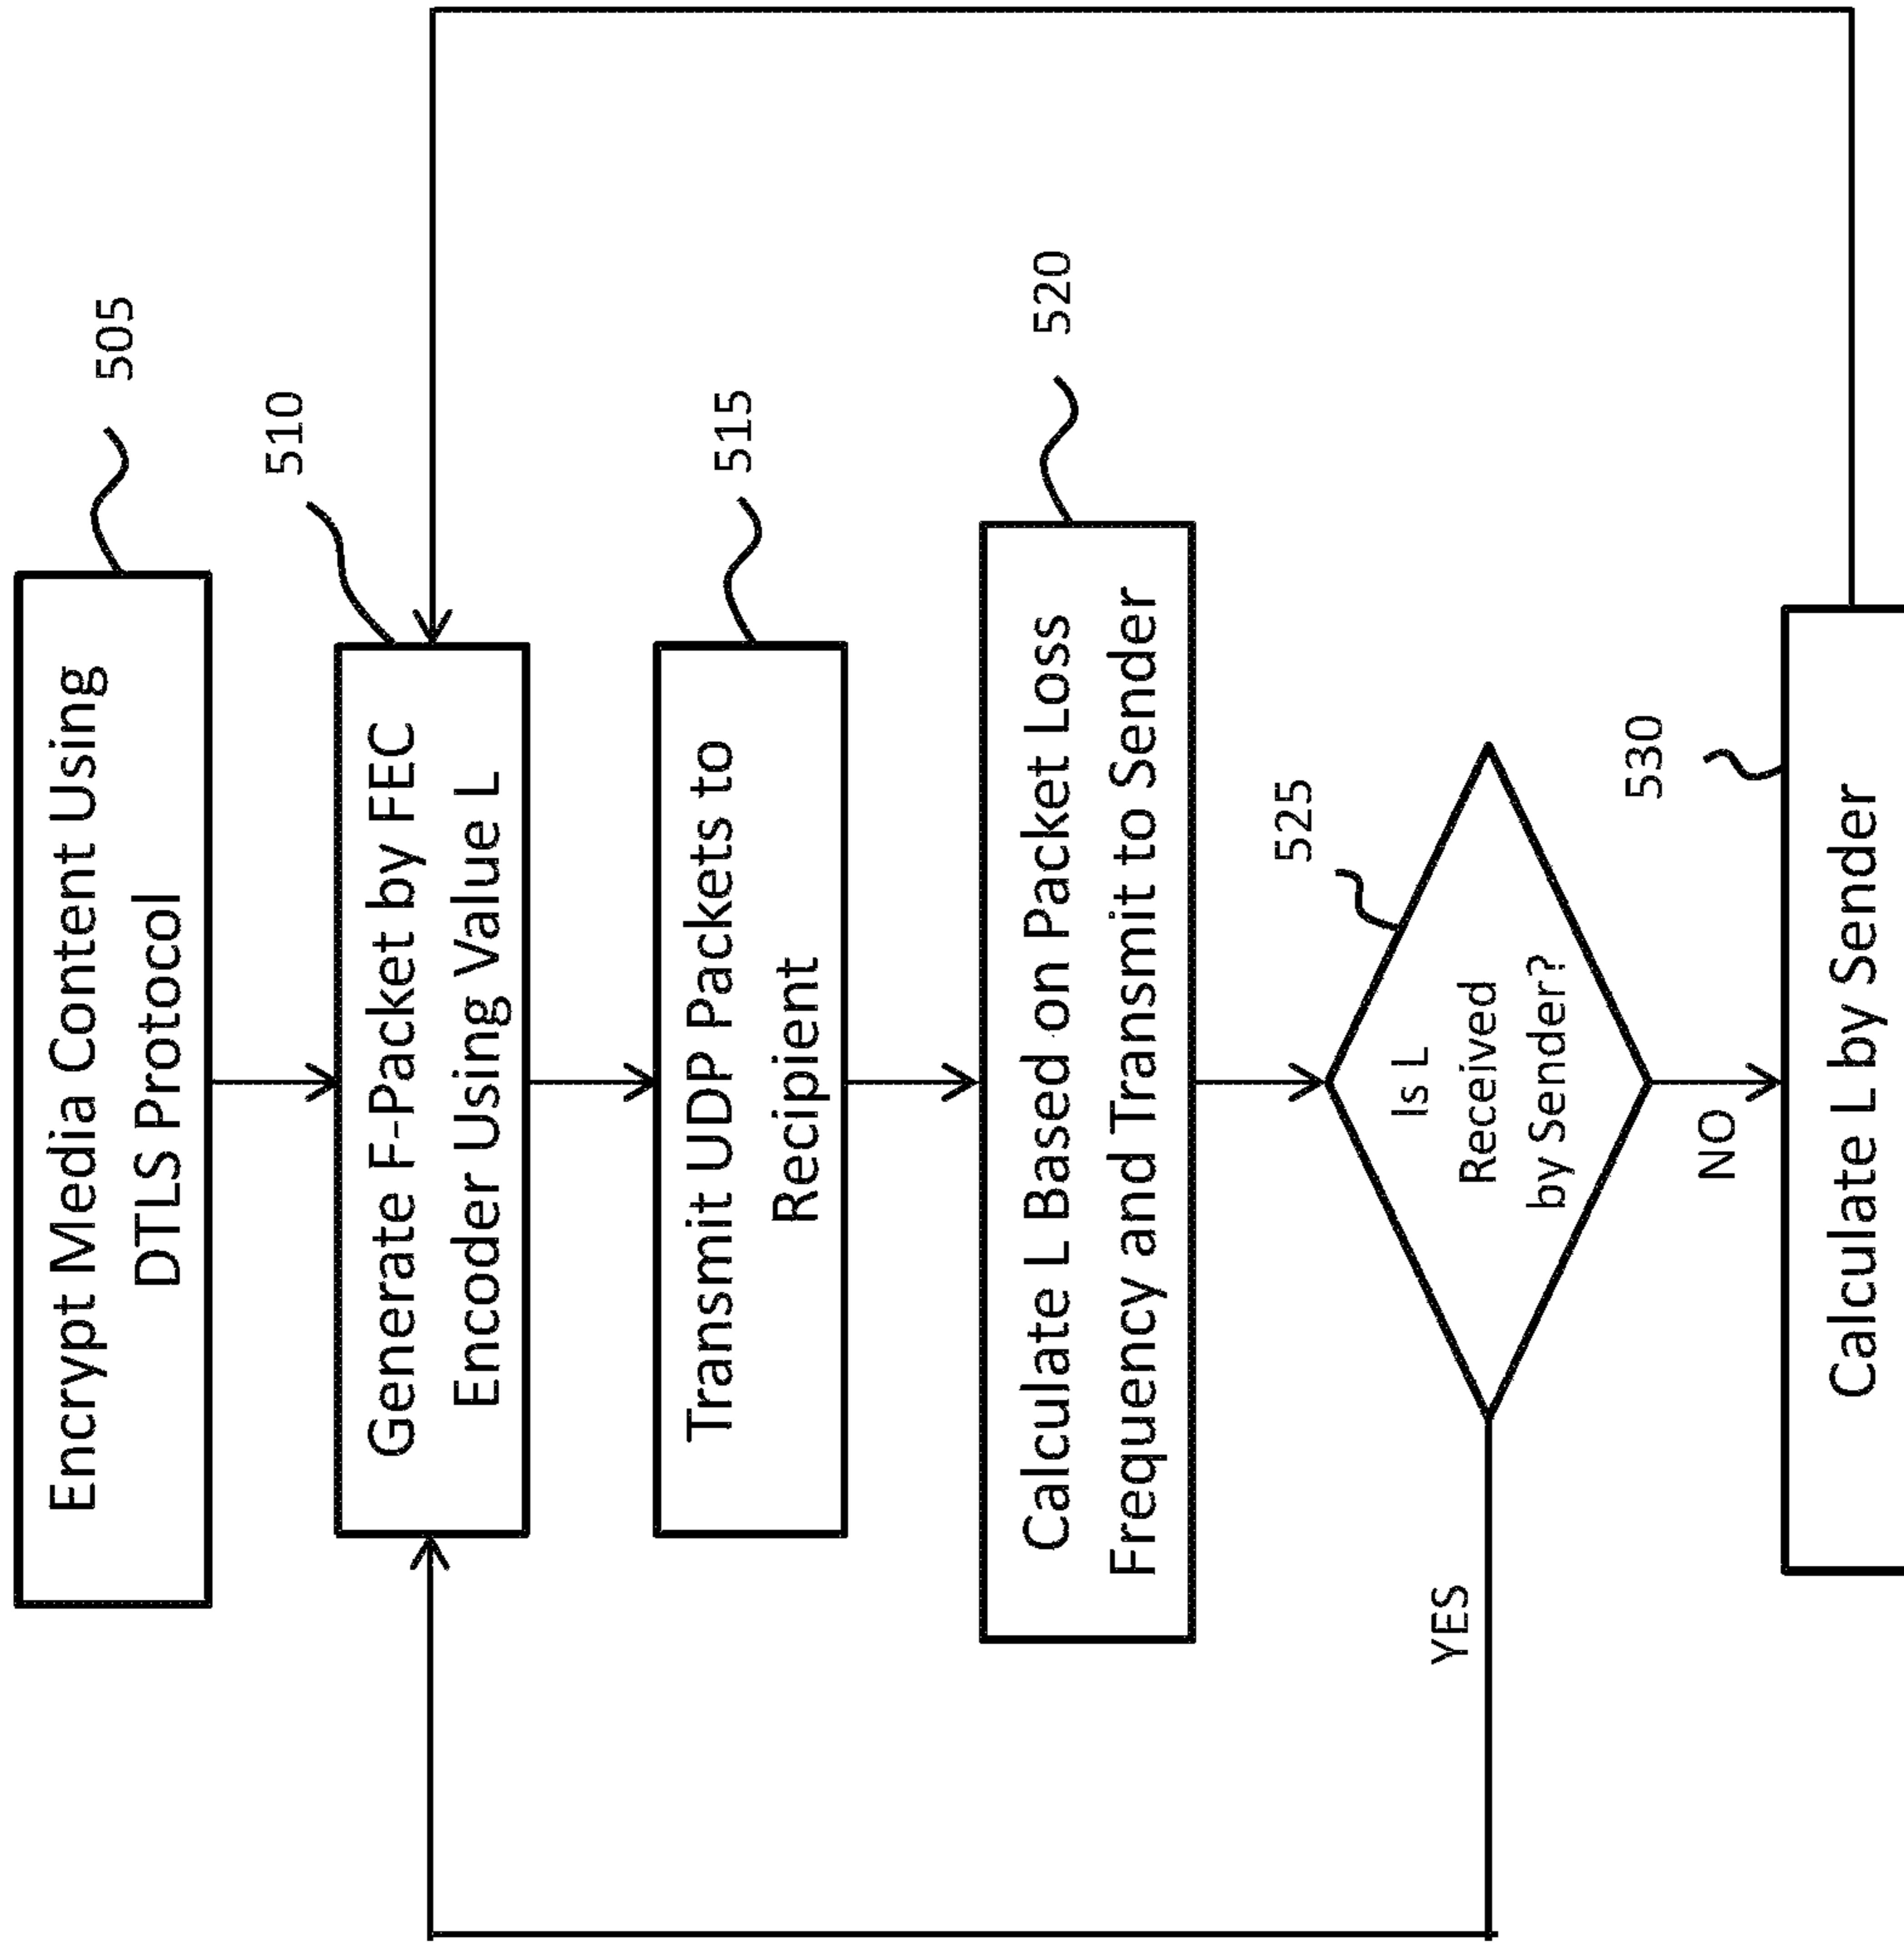 Encrypt Media Content Using
DTLS Protocol
505
Generate F-Packet by FEC
Encoder Using Value L
510
Transmit UDP Packets to
Recipient
515
Calculate L Based on Packet Loss
Frequency and Transmit to Sender
520
Is L
Received
by Sender?
525
YES
NO
Calculate L by Sender
530